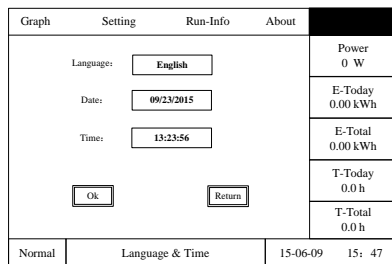 Graph Setting Run-Info About
Language： English
Date： 09/23/2015
Time： 13:23:56
Ok Return
Power
0 W
E-Today
0.00 kWh
E-Total
0.00 kWh
T-Today
0.0 h
T-Total
0.0 h
Normal Language & Time 15-06-09 15：47